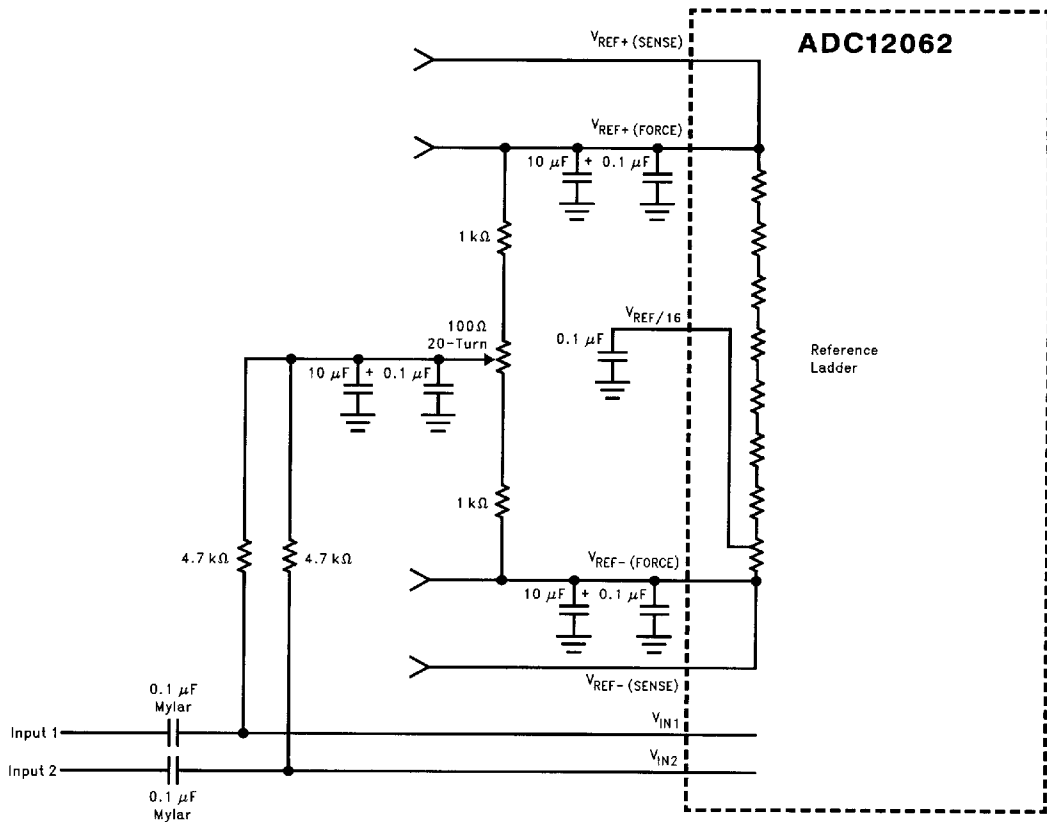 ADC12062
VREF+ (SENSE)
VREF+ (FORCE)
10 μF + 0.1 μF
1 kΩ
VREF/16
100Ω
20-Turn
0.1 μF
Reference
Ladder
10 μF + 0.1 μF
1 kΩ
4.7 kΩ
4.7 kΩ
VREF- (FORCE)
10 μF + 0.1 μF
VREF- (SENSE)
0.1 μF
Mylar
VIN1
Input 1
VIN2
Input 2
0.1 μF
Mylar